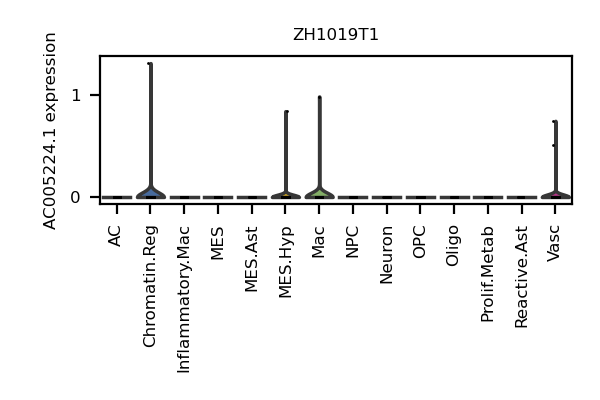 ZH1019T1
AC005224.1 expression
1
0
AC
Chromatin.Reg
Inflammatory.Mac
MES
MES.Ast
MES.Hyp
Mac
NPC
Neuron
OPC
Oligo
Prolif.Metab
Reactive.Ast
Vasc